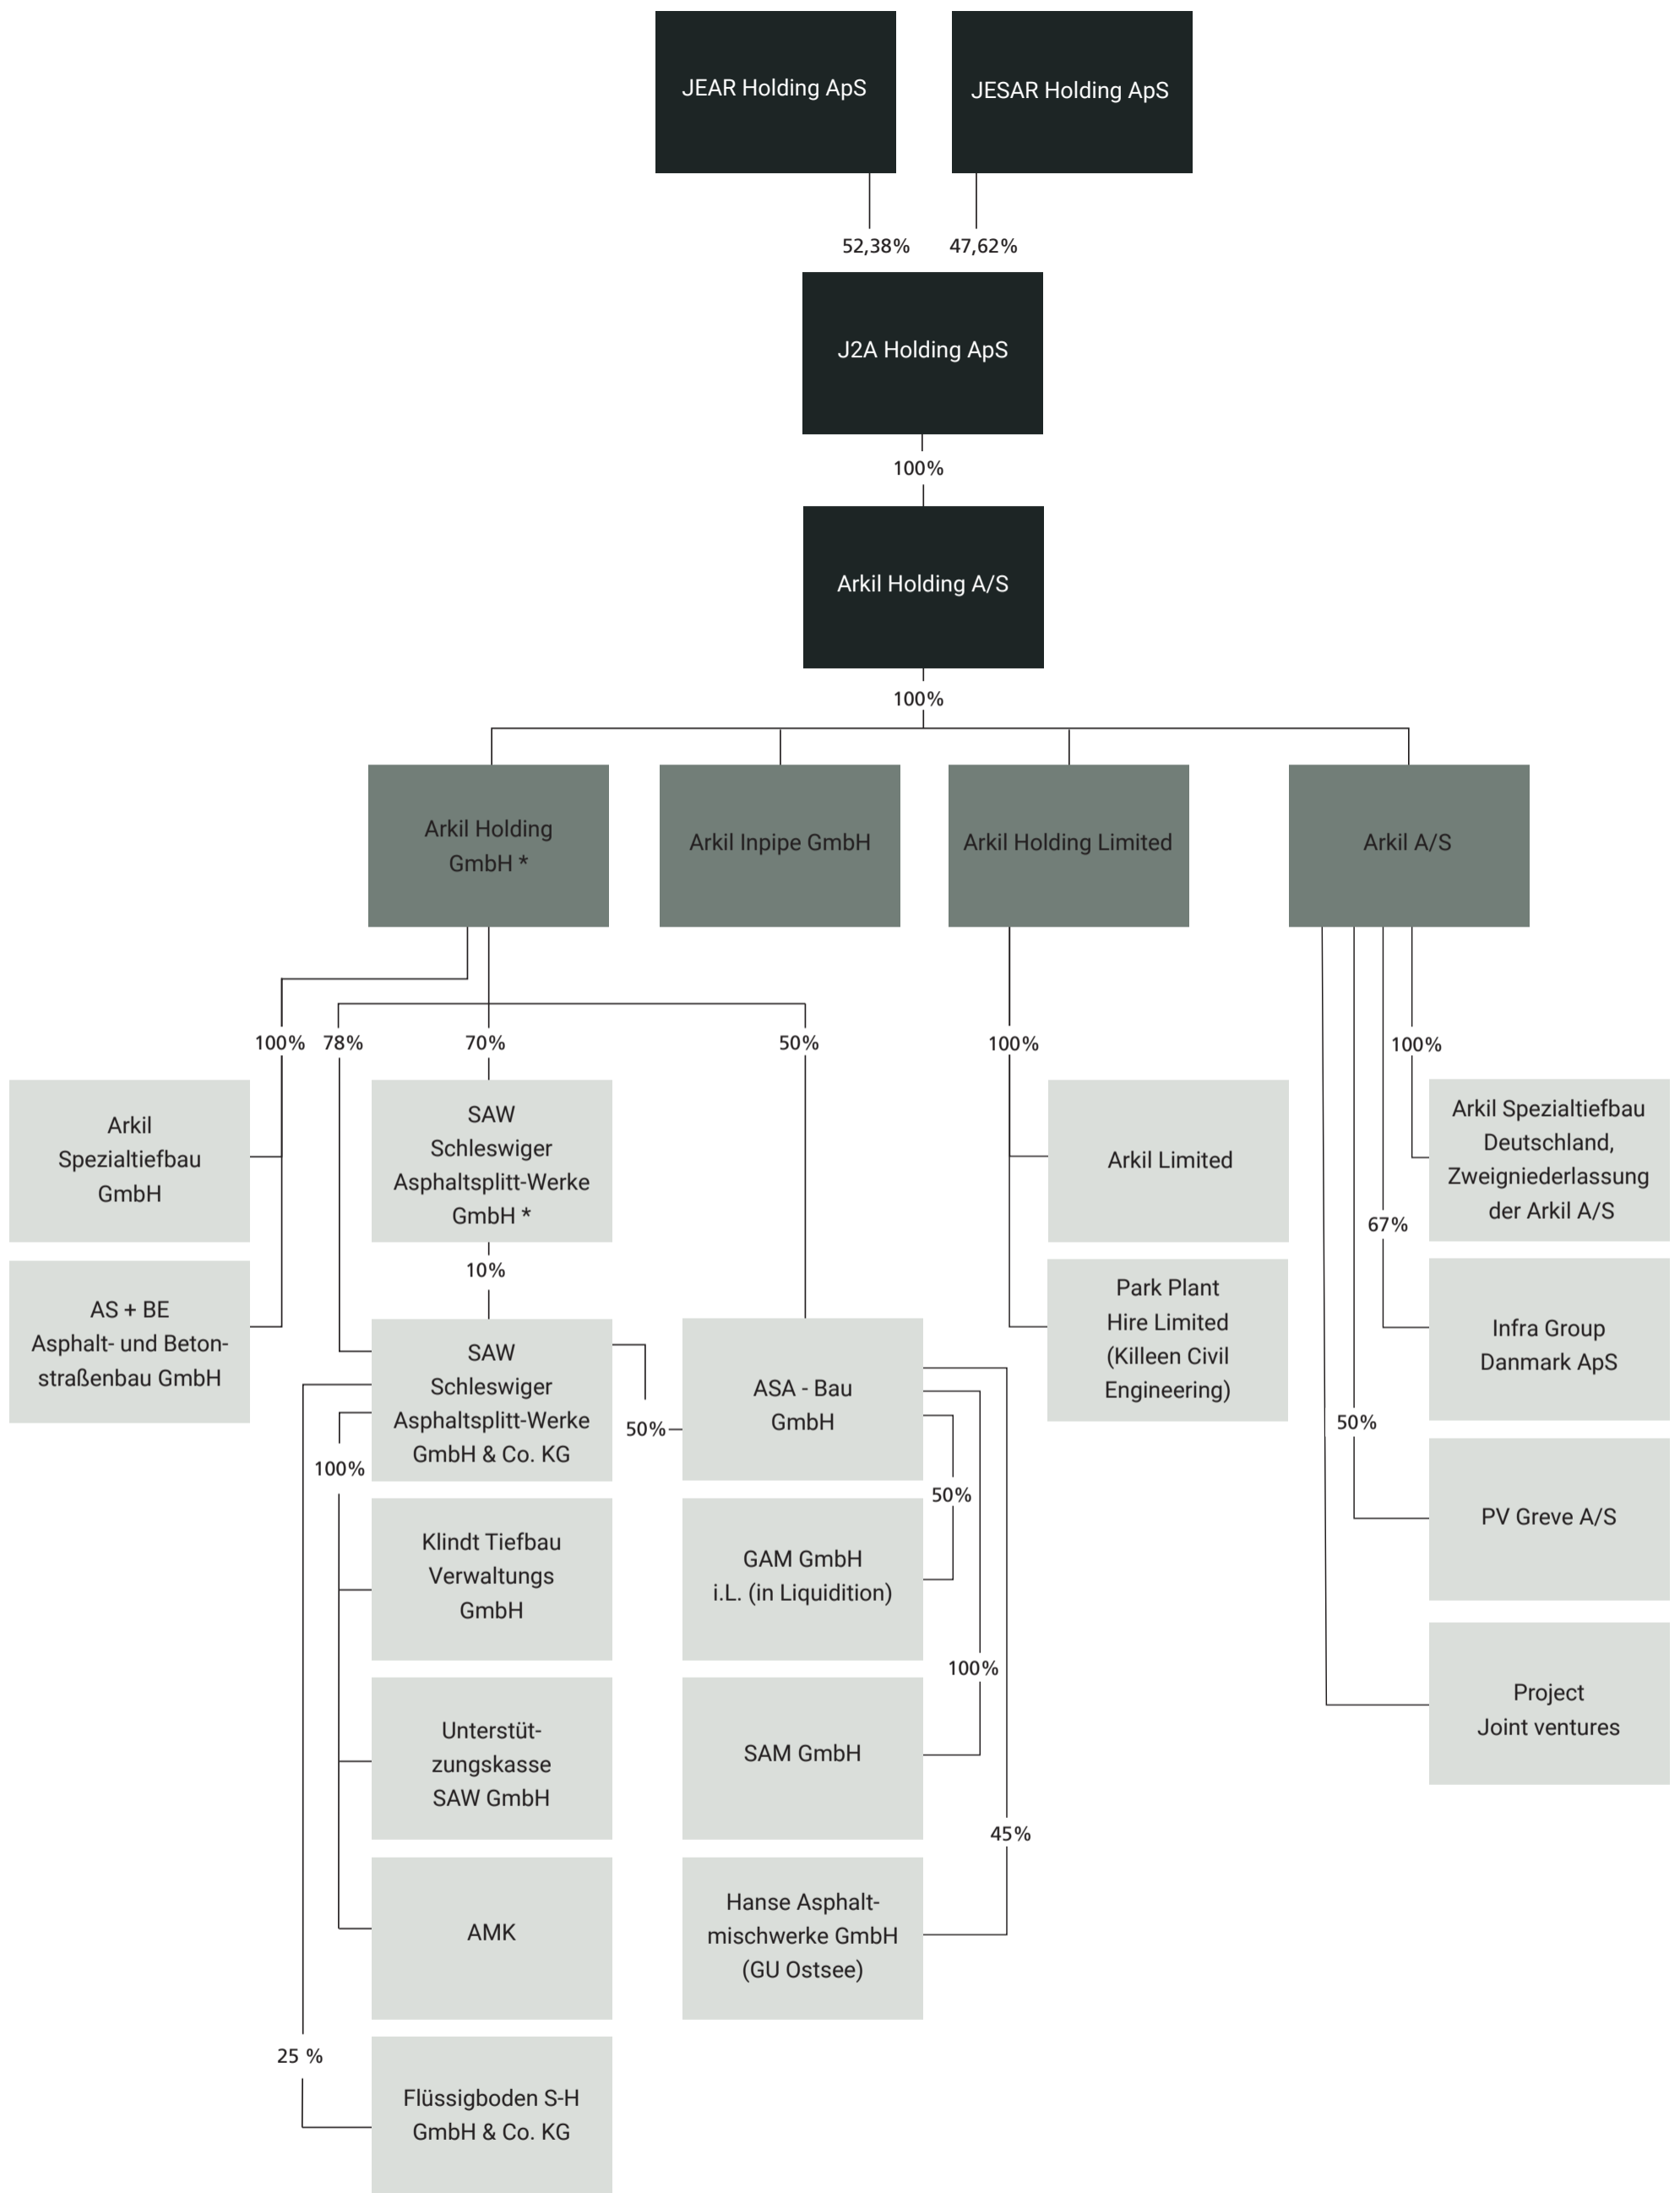 JEAR Holding ApS
JESAR Holding ApS
52,38%
47,62%
J2A Holding ApS
100%
Arkil Holding A/S
100%
Arkil Holding
GmbH *
Arkil Inpipe GmbH
Arkil Holding Limited
Arkil A/S
100%
78%
70%
50%
100%
100%
Arkil
Spezialtiefbau
GmbH
SAW
Schleswiger
Asphaltsplitt-Werke
GmbH *
Arkil Limited
Arkil Spezialtiefbau
Deutschland,
Zweigniederlassung
der Arkil A/S
67%
10%
AS + BE
Asphalt- und Beton-
straßenbau GmbH
SAW
Schleswiger
Asphaltsplitt-Werke
GmbH & Co. KG
50%
ASA - Bau
GmbH
Park Plant
Hire Limited
(Killeen Civil
Engineering)
Infra Group
Danmark ApS
50%
100%
50%
Klindt Tiefbau
Verwaltungs
GmbH
GAM GmbH
i.L. (in Liquidition)
PV Greve A/S
100%
Unterstüt-
zungskasse
SAW GmbH
SAM GmbH
Project
Joint ventures
45%
AMK
Hanse Asphalt-
mischwerke GmbH
(GU Ostsee)
25 %
Flüssigboden S-H
GmbH & Co. KG